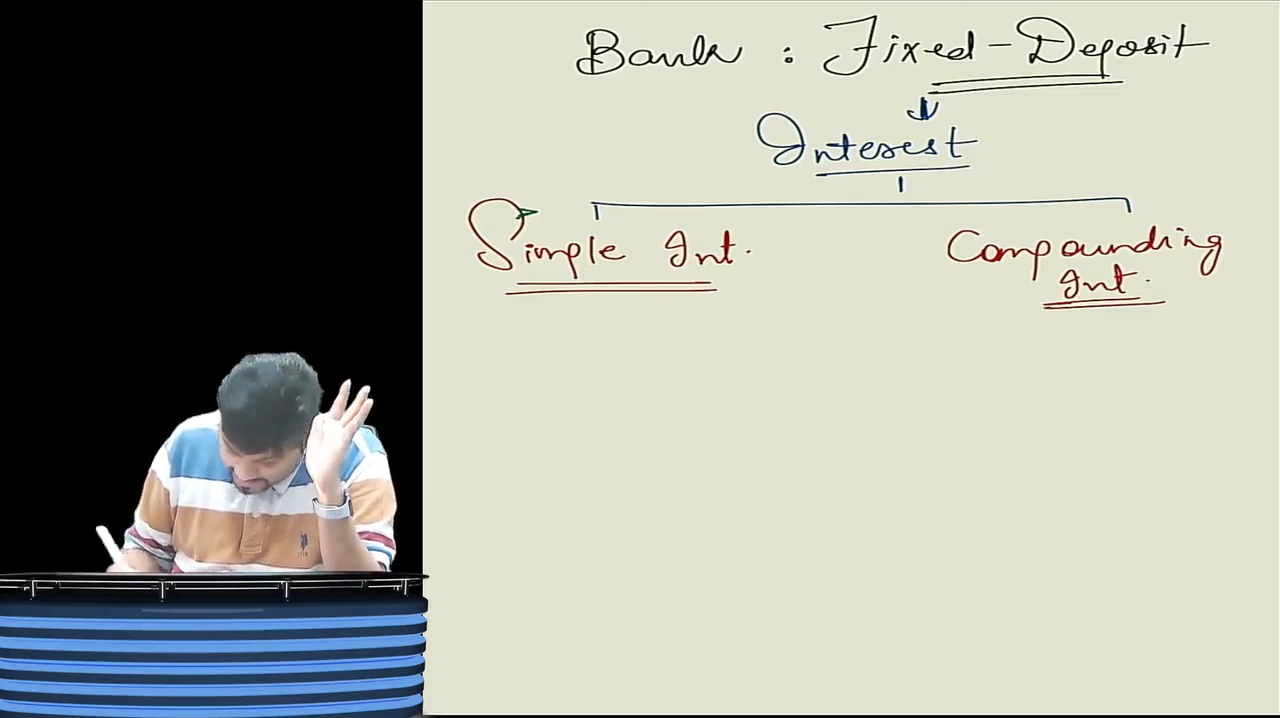 Bank : Fixed-Deposit
Interest
Simple Int.
Compounding
Int.